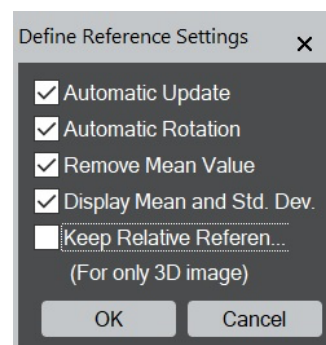 Define Reference Settings
Automatic Update
Automatic Rotation
Remove Mean Value
Display Mean and Std. Dev.
Keep Relative Referen...
(For only 3D image)
OK Cancel